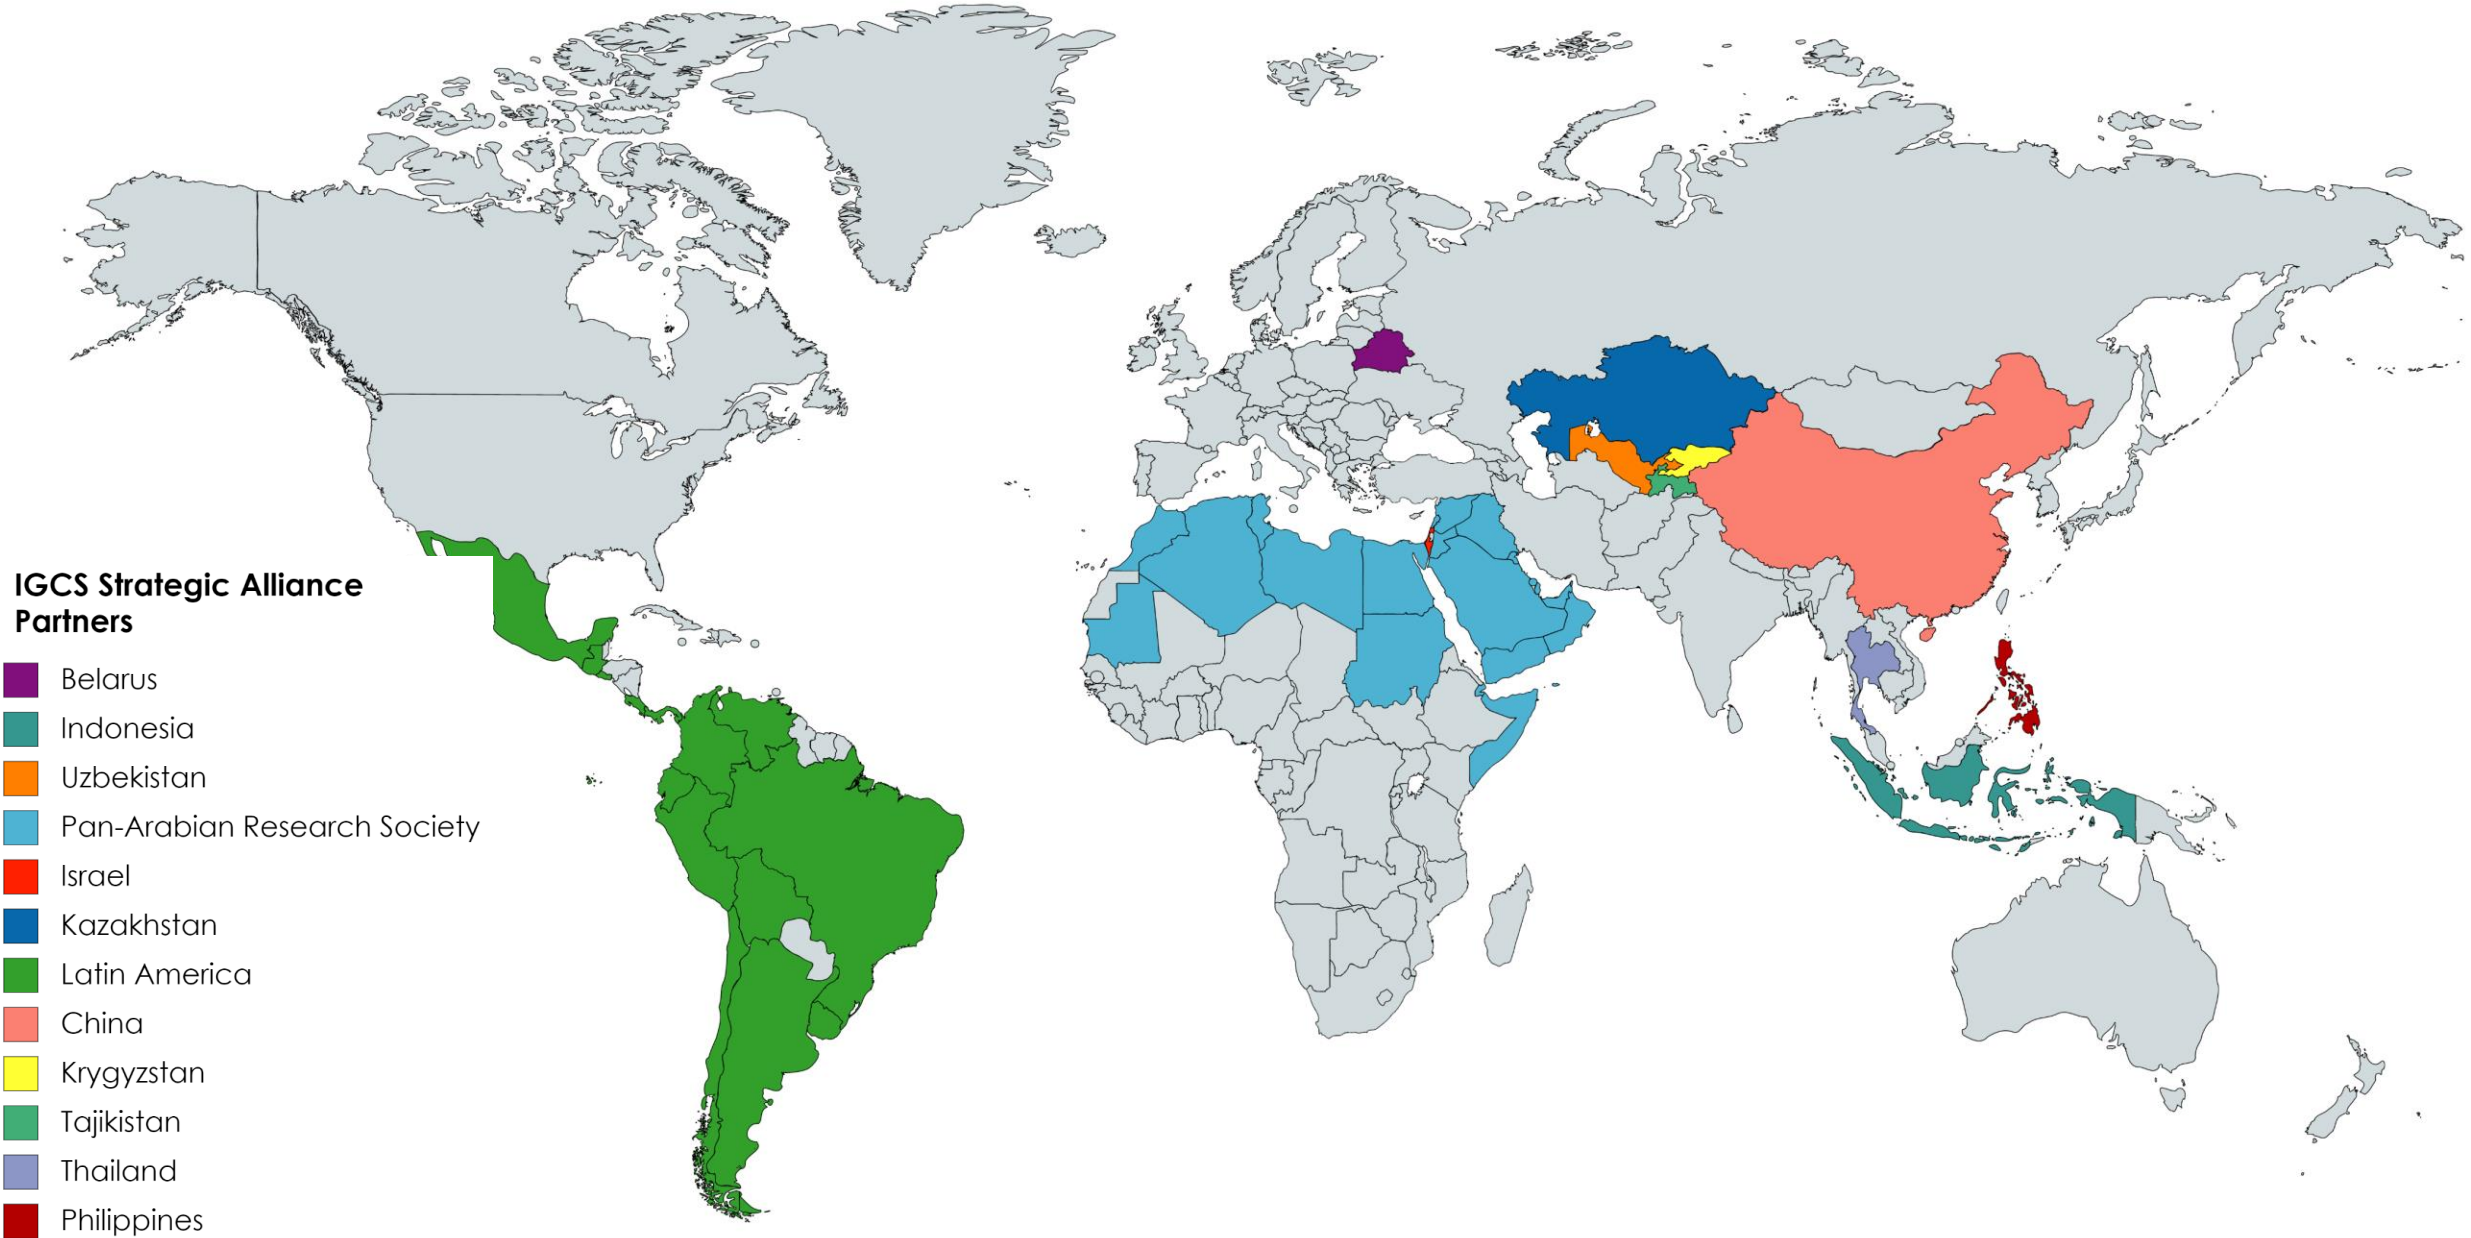 IGCS Strategic Alliance
Partners
Belarus
Indonesia
Uzbekistan
Pan-Arabian Research Society
Israel
Kazakhstan
Latin America
China
Krygyzstan
Tajikistan
Thailand
Philippines